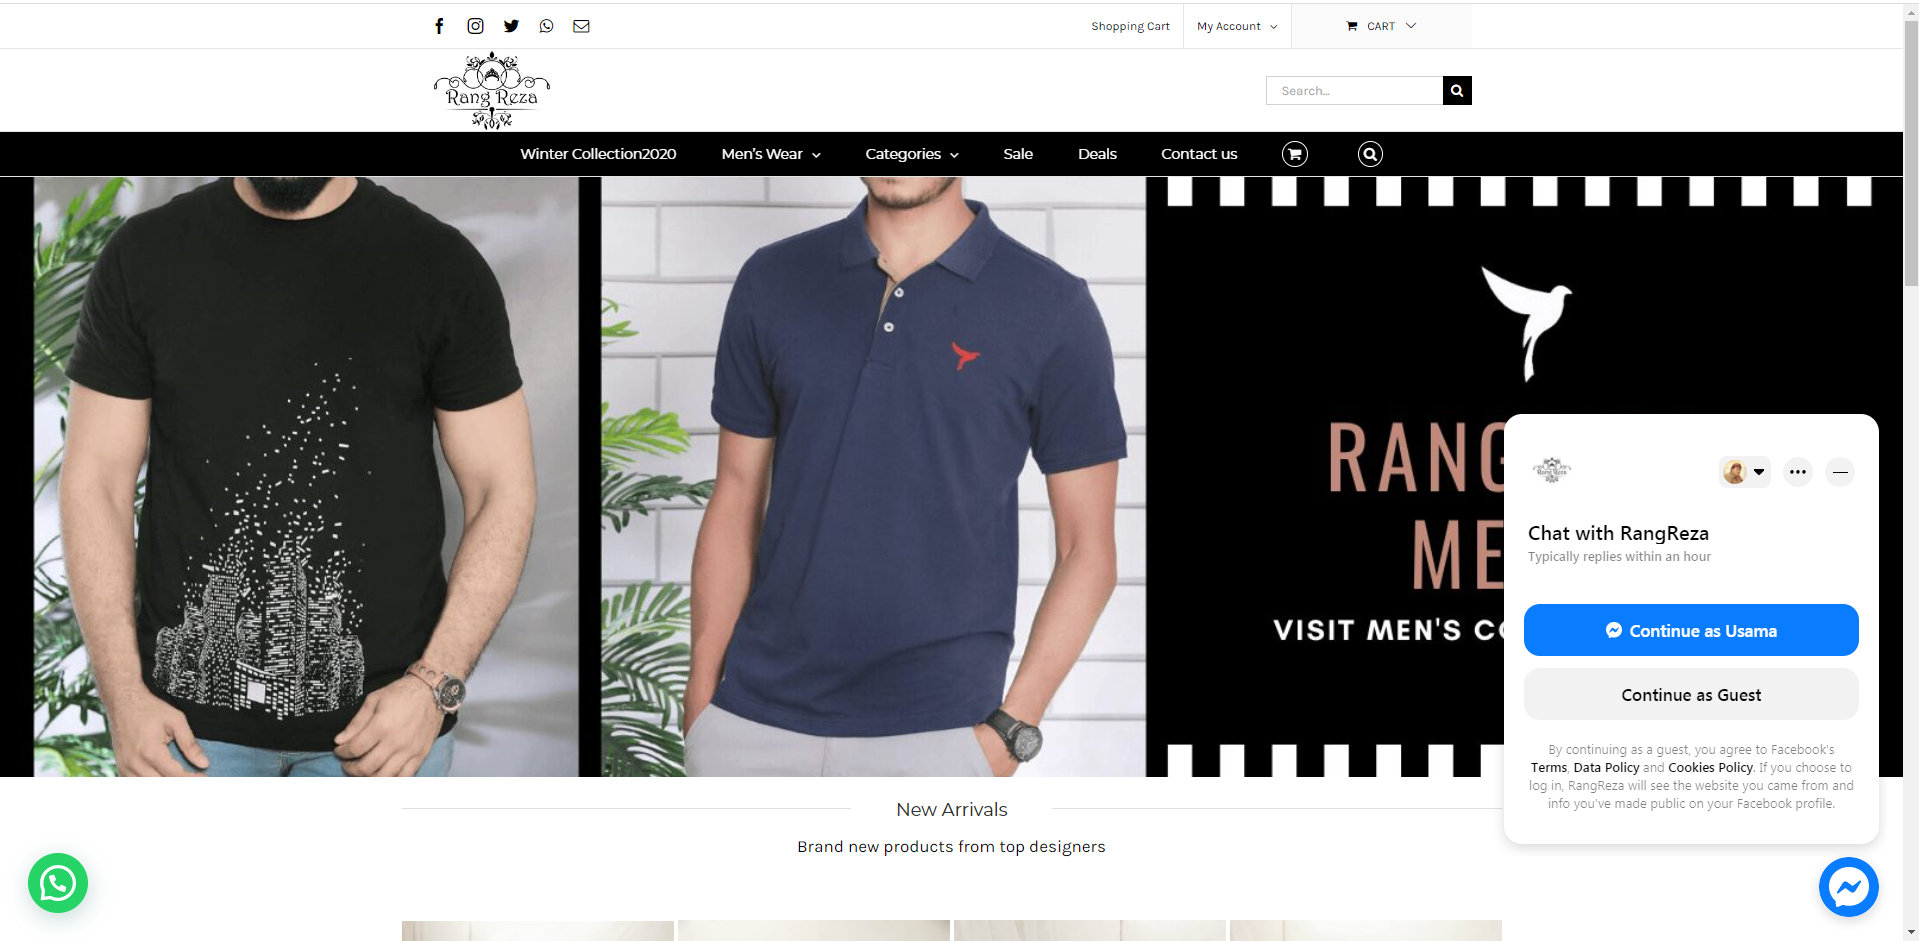 Shopping Cart
My Account
CART
Rang Reza
Search...
Winter Collection2020
Men's Wear
Categories
Sale
Deals
Contact us
RANG
ME
VISIT MEN'S CO
Rang Reza
Chat with RangReza
Typically replies within an hour
Continue as Usama
Continue as Guest
By continuing as a guest, you agree to Facebook's
Terms, Data Policy and Cookies Policy. If you choose to
log in, RangReza will see the website you came from and
info you've made public on your Facebook profile.
New Arrivals
Brand new products from top designers